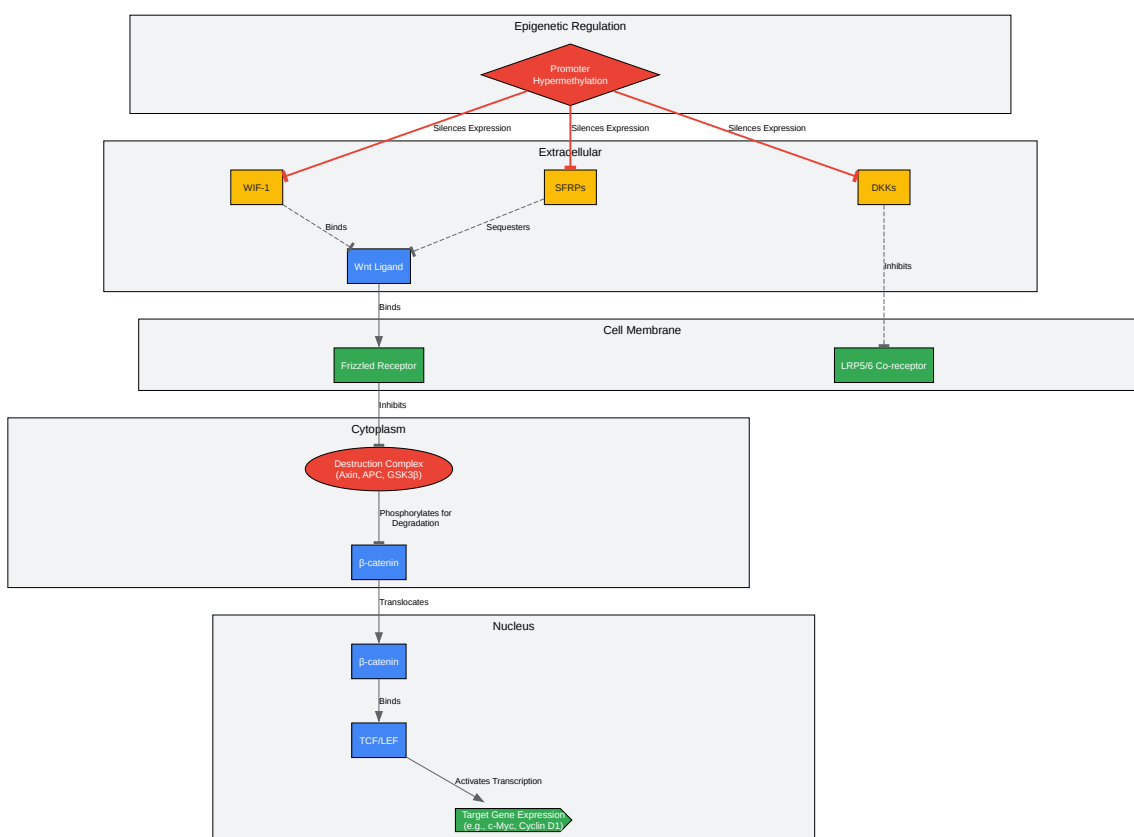 Epigenetic Regulation
Promoter
Hypermethylation
Silences Expression
Silences Expression
Silences Expression
Extracellular
WIF-1
SFRPs
DKKs
Binds
Sequesters
Wnt Ligand
Inhibits
Binds
Cell Membrane
Frizzled Receptor
LRP5/6 Co-receptor
Inhibits
Cytoplasm
Destruction Complex
(Axin, APC, GSK3β)
Phosphorylates for
Degradation
β-catenin
Translocates
Nucleus
β-catenin
Binds
TCF/LEF
Activates Transcription
Target Gene Expression
(e.g., c-Myc, Cyclin D1)